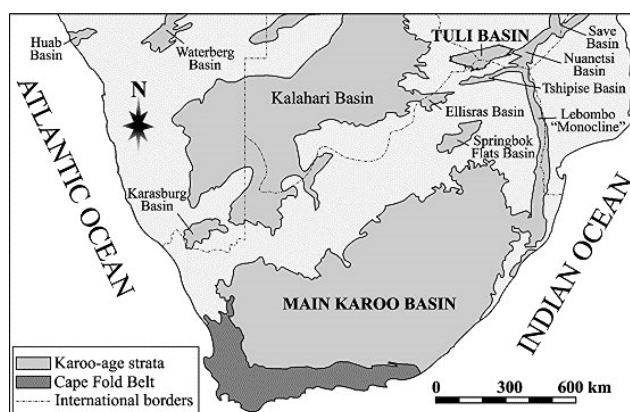 Huab
Basin
Waterberg
Basin
TULI BASIN
Save
Basin
Nuanetsi
Basin
Tshipise Basin
N
Kalahari Basin
Ellisras Basin
Lebombo
"Monocline"
Springbok
Flats Basin
ATLANTIC OCEAN
Karasburg
Basin
MAIN KAROO BASIN
INDIAN OCEAN
Karoo-age strata
Cape Fold Belt
International borders
0 300 600 km